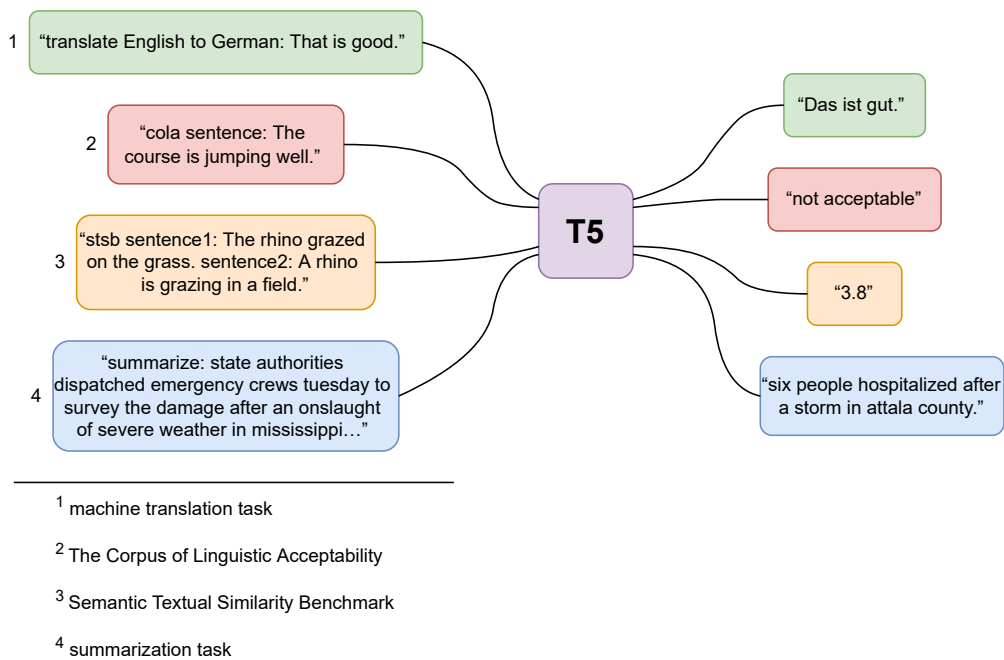 1
“translate English to German: That is good.”
2
“cola sentence: The
course is jumping well.”
3
“stsb sentence1: The rhino grazed
on the grass. sentence2: A rhino
is grazing in a field.”
4
“summarize: state authorities
dispatched emergency crews tuesday to
survey the damage after an onslaught
of severe weather in mississippi…”
T5
“Das ist gut.”
“not acceptable”
“3.8”
“six people hospitalized after
a storm in attala county.”
1 machine translation task
2 The Corpus of Linguistic Acceptability
3 Semantic Textual Similarity Benchmark
4 summarization task